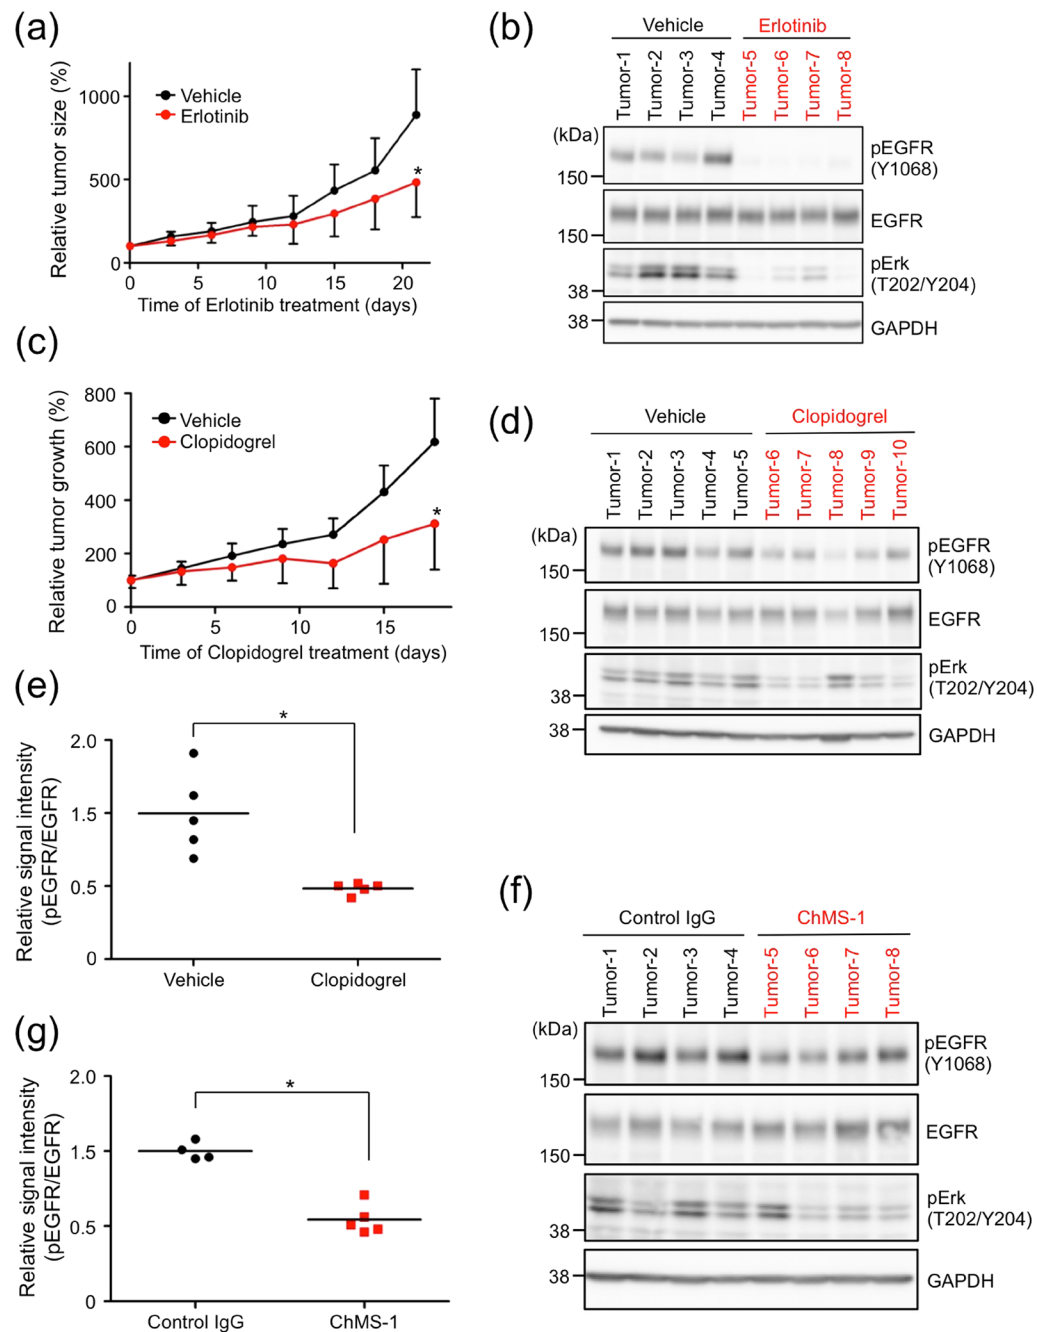 (a)
Relative tumor size (%)
1000
500
0
Vehicle
Erlotinib
*
0 5 10 15 20
Time of Erlotinib treatment (days)
(b)
Vehicle Erlotinib
Tumor-1 Tumor-2 Tumor-3 Tumor-4 Tumor-5 Tumor-6 Tumor-7 Tumor-8
(kDa)
150
pEGFR
(Y1068)
150
EGFR
38
pErk
(T202/Y204)
38
GAPDH
(c)
Relative tumor growth (%)
800
600
400
200
0
Vehicle
Clopidogrel
*
0 5 10 15
Time of Clopidogrel treatment (days)
(d)
Vehicle Clopidogrel
Tumor-1 Tumor-2 Tumor-3 Tumor-4 Tumor-5 Tumor-6 Tumor-7 Tumor-8 Tumor-9 Tumor-10
(kDa)
150
pEGFR
(Y1068)
150
EGFR
38
pErk
(T202/Y204)
38
GAPDH
(e)
Relative signal intensity
(pEGFR/EGFR)
2.0
1.5
0.5
0
*
Vehicle Clopidogrel
(f)
Control IgG ChMS-1
Tumor-1 Tumor-2 Tumor-3 Tumor-4 Tumor-5 Tumor-6 Tumor-7 Tumor-8
(kDa)
150
pEGFR
(Y1068)
150
EGFR
38
pErk
(T202/Y204)
38
GAPDH
(g)
Relative signal intensity
(pEGFR/EGFR)
2.0
1.5
0.5
0
*
Control IgG ChMS-1